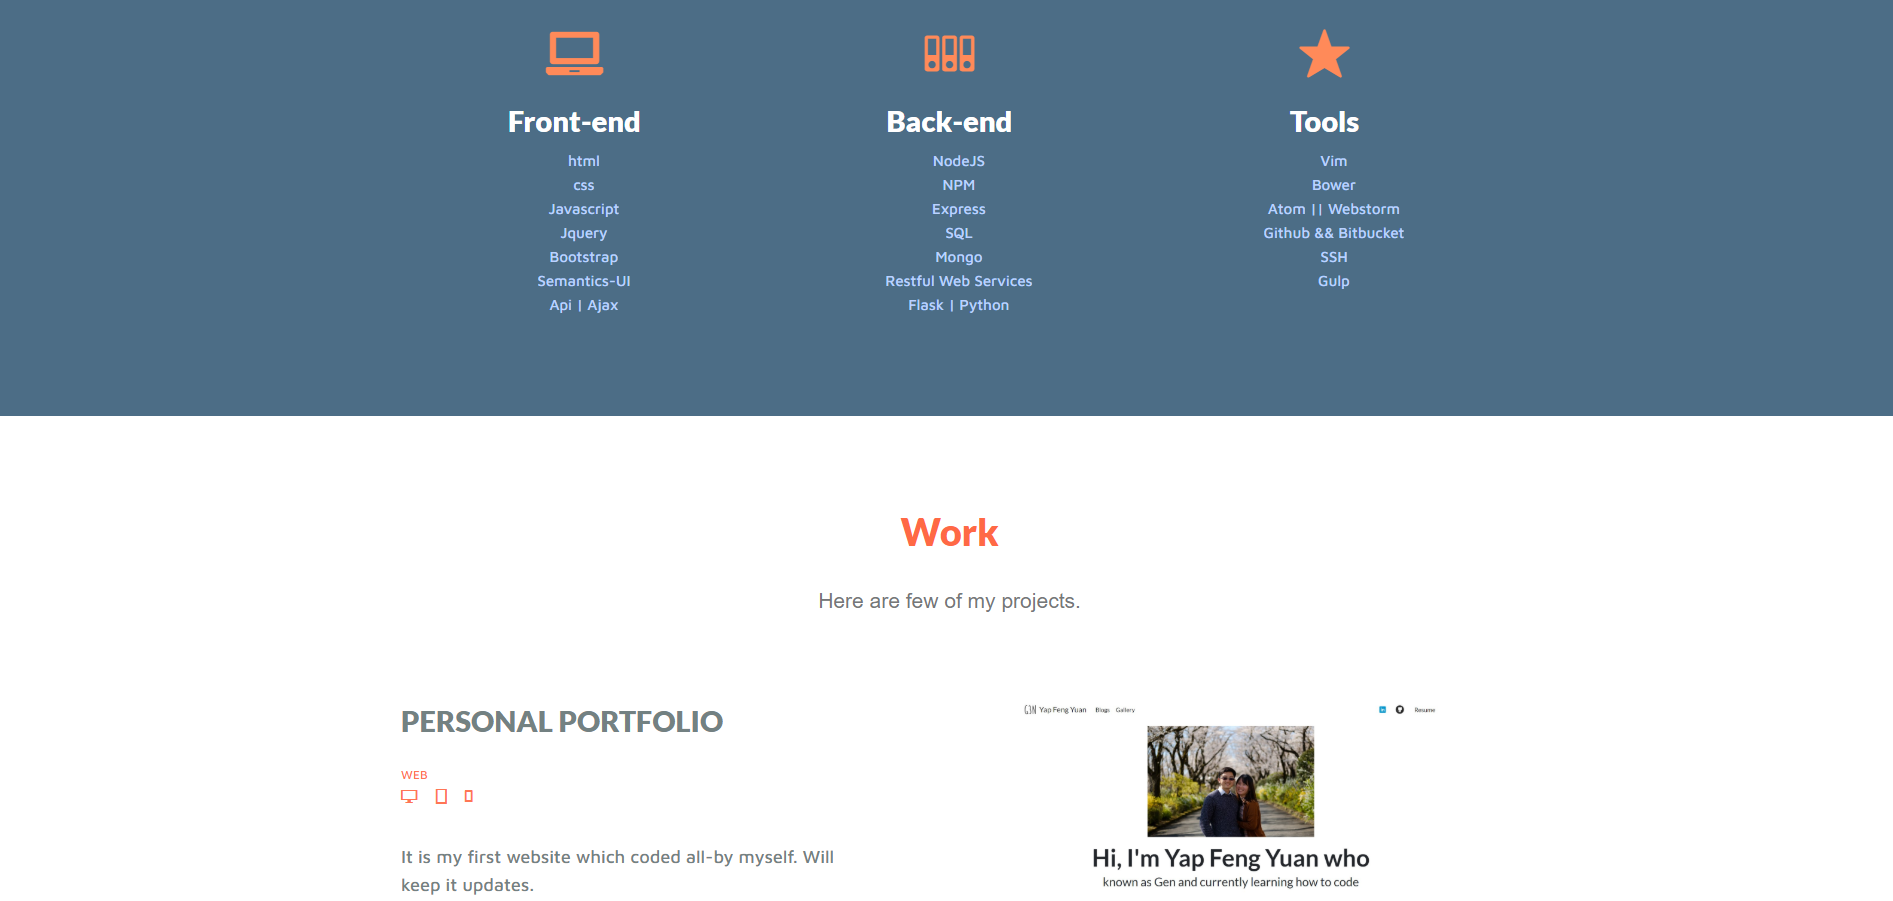 Front-end
html
css
Javascript
Jquery
Bootstrap
Semantics-UI
Api | Ajax
Back-end
NodeJS
NPM
Express
SQL
Mongo
Restful Web Services
Flask | Python
Tools
Vim
Bower
Atom || Webstorm
Github && Bitbucket
SSH
Gulp
Work
Here are few of my projects.
PERSONAL PORTFOLIO
WEB
It is my first website which coded all-by myself. Will
keep it updates.
Yap Feng Yuan Blogs Gallery
in Resume
Hi, I'm Yap Feng Yuan who
known as Gen and currently learning how to code